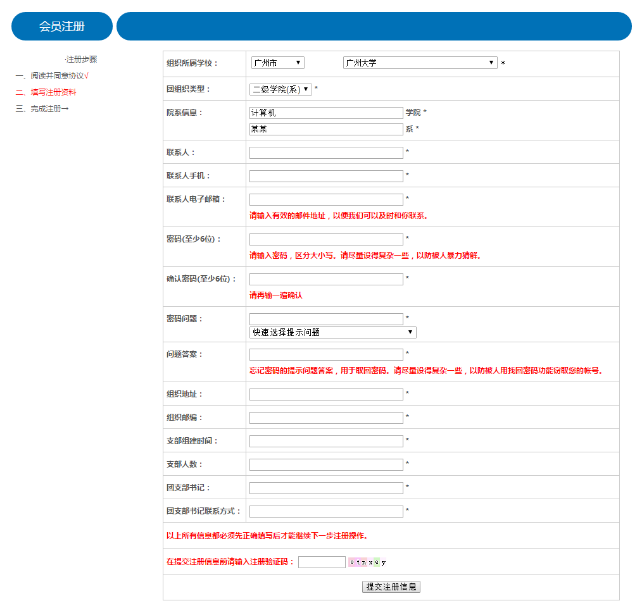 会员注册
·注册步骤
一、阅读并同意协议√
二、填写注册资料
三、完成注册→
组织所属学校： 广州市 广州大学 *
团组织类型： 二级学院(系) *
院系信息： 计算机 学院 *
某某 系 *
联系人： *
联系人手机： *
联系人电子邮箱： *
请输入有效的邮件地址，以便我们可以及时和你联系。
密码(至少6位)： *
请输入密码，区分大小写。请尽量设得复杂一些，以防被人暴力猜解。
确认密码(至少6位)： *
请再输一遍确认
密码问题： *
快速选择提示问题
问题答案： *
忘记密码的提示问题答案，用于取回密码。请尽量设得复杂一些，以防被人用找回密码功能窃取您的帐号。
组织地址： *
组织邮编： *
支部组建时间： *
支部人数： *
团支部书记： *
团支部书记联系方式： *
以上所有信息都必须先正确填写后才能继续下一步注册操作。
在提交注册信息前请输入注册验证码：
提交注册信息